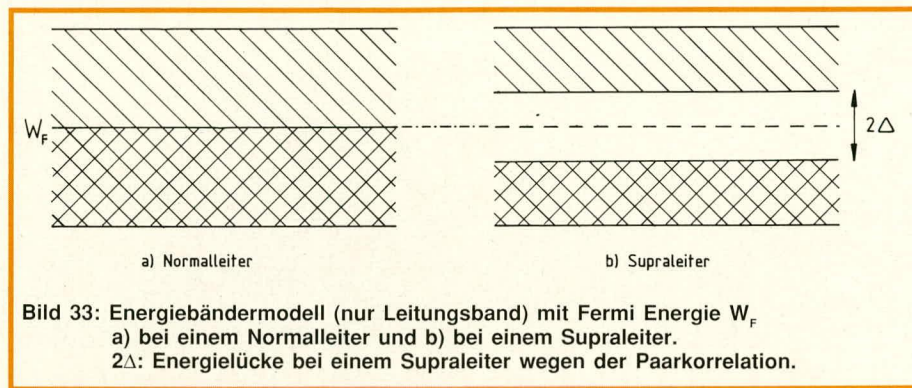 W_F
2Δ
a) Normalleiter
b) Supraleiter
Bild 33: Energiebändermodell (nur Leitungsband) mit Fermi Energie W_F
a) bei einem Normalleiter und b) bei einem Supraleiter.
2Δ: Energielücke bei einem Supraleiter wegen der Paarkorrelation.